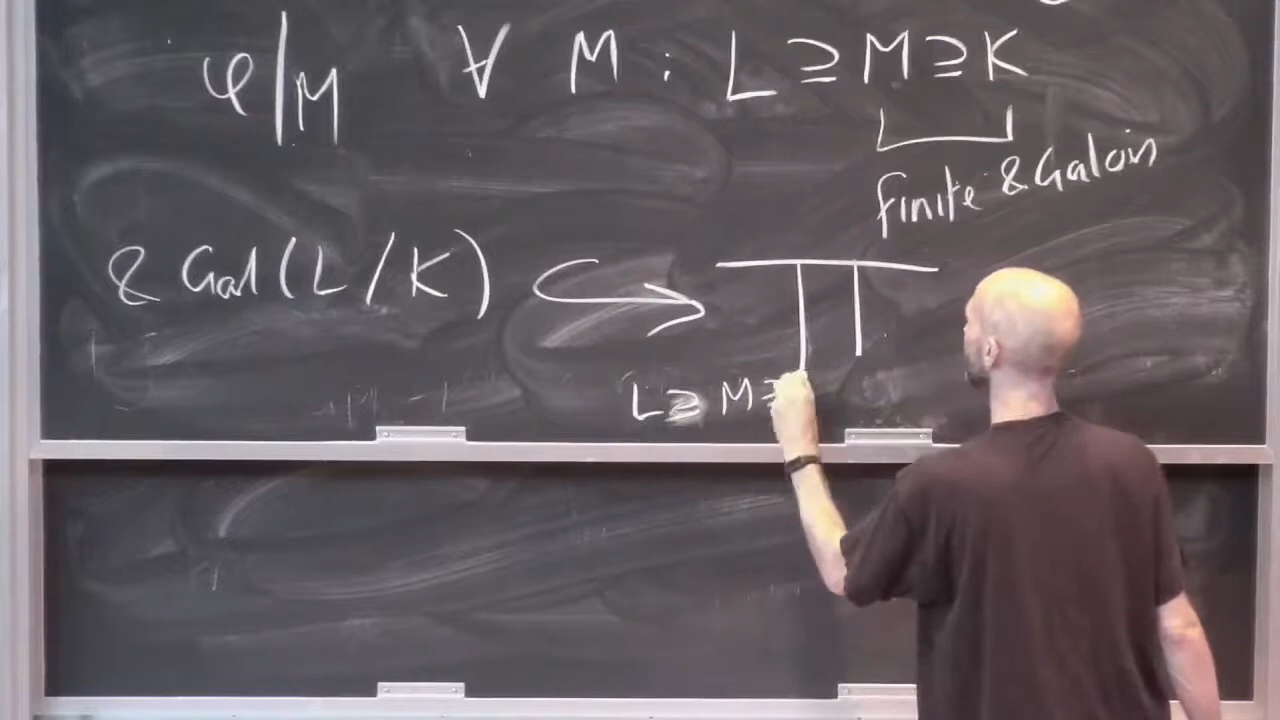 φ|M ∀ M : L ⊇ M ⊇ K
finite & Galois
& Gal(L/K) ↪ ∏
L ⊇ M ⊇